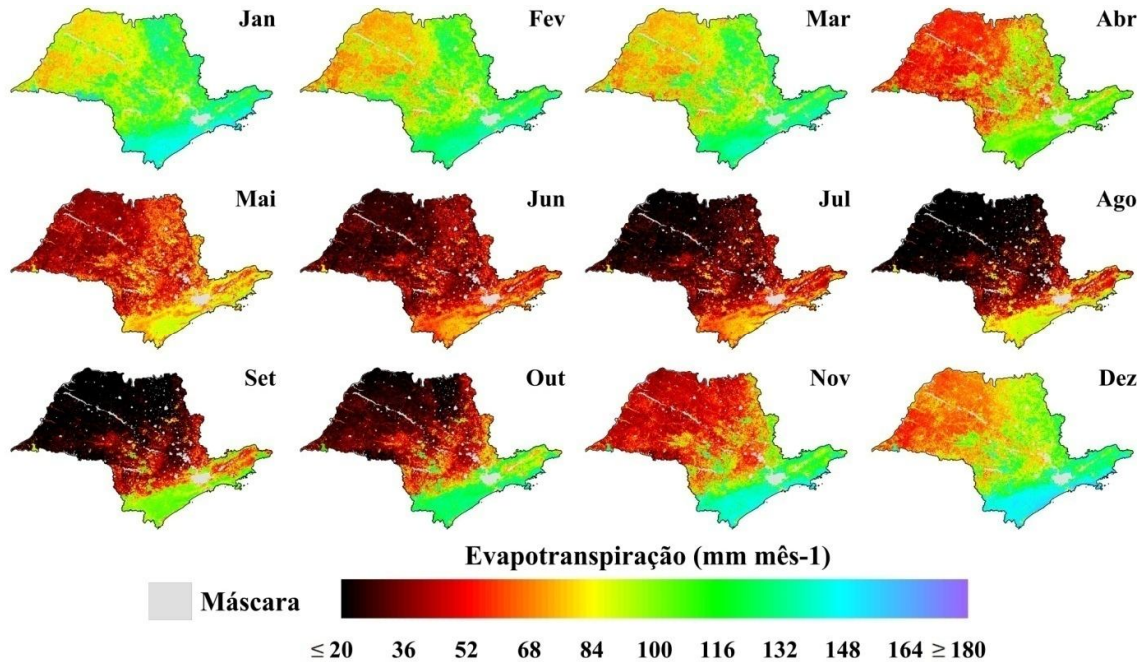 Jan Fev Mar Abr
Mai Jun Jul Ago
Set Out Nov Dez
Evapotranspiração (mm mês-1)
Máscara
≤ 20 36 52 68 84 100 116 132 148 164 ≥ 180